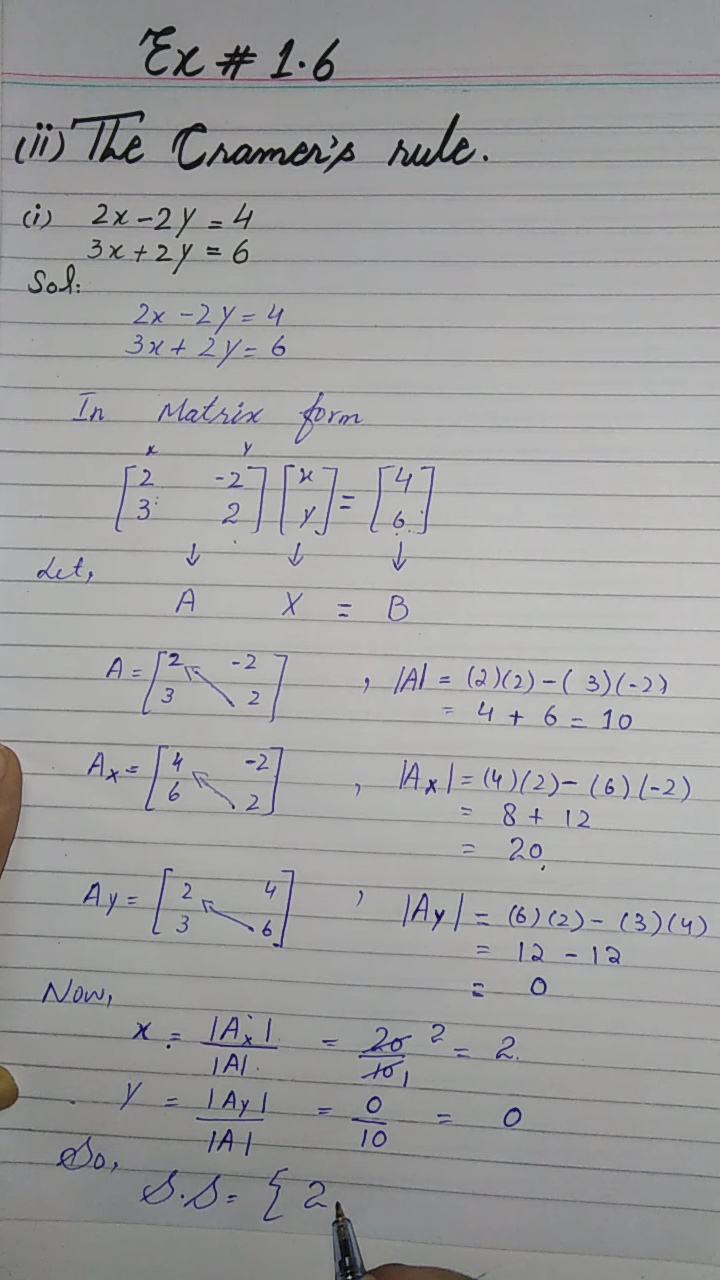 Ex # 1.6
(ii) The Cramer's rule.
(i) 2x - 2y = 4
3x + 2y = 6
Sol:
2x - 2y = 4
3x + 2y = 6
In Matrix form
x y
[2 -2] [x] = [4]
[3 2] [y] [6]
↓ ↓ ↓
Let,
A X = B
A = [2 -2] , |A| = (2)(2) - (3)(-2)
[3 2] = 4 + 6 = 10
Ax = [4 -2] , |Ax| = (4)(2) - (6)(-2)
[6 2] = 8 + 12
= 20
Ay = [2 4] , |Ay| = (6)(2) - (3)(4)
[3 6] = 12 - 12
= 0
Now,
x = |Ax| / |A| = 20/10 2/1 = 2
y = |Ay| / |A| = 0/10 = 0
So,
S.S = { 2